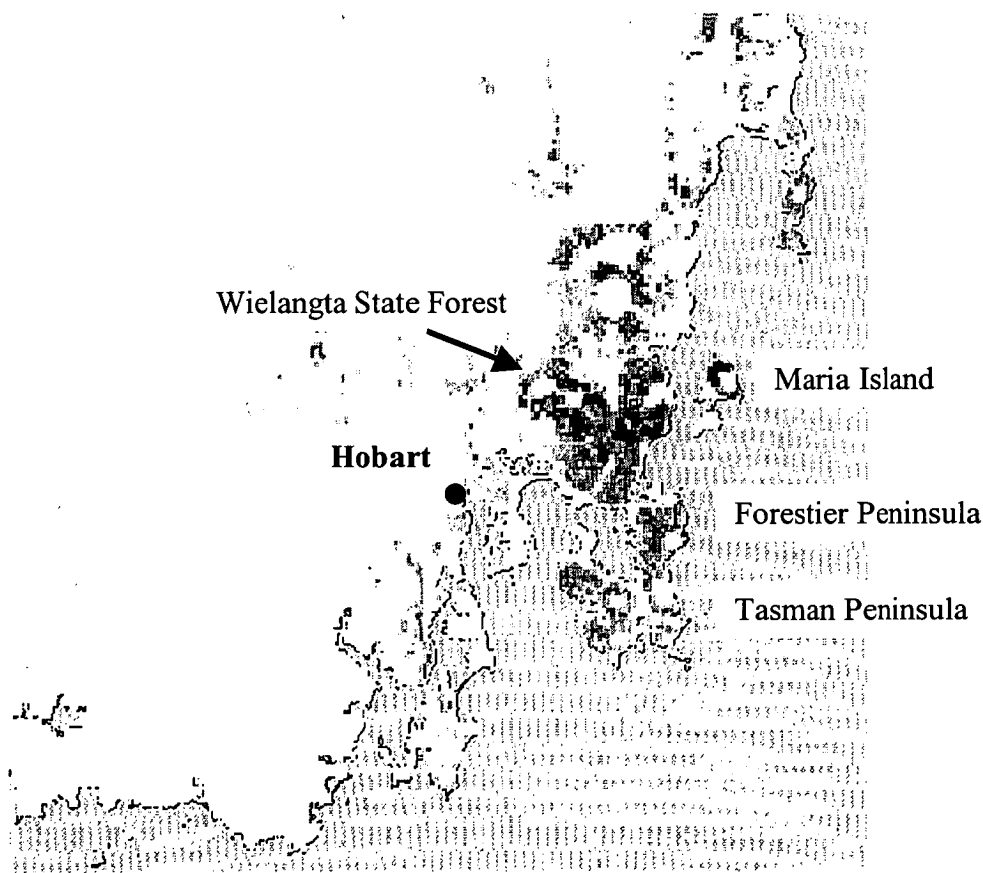 Wielangta State Forest
Maria Island
Hobart
Forestier Peninsula
Tasman Peninsula